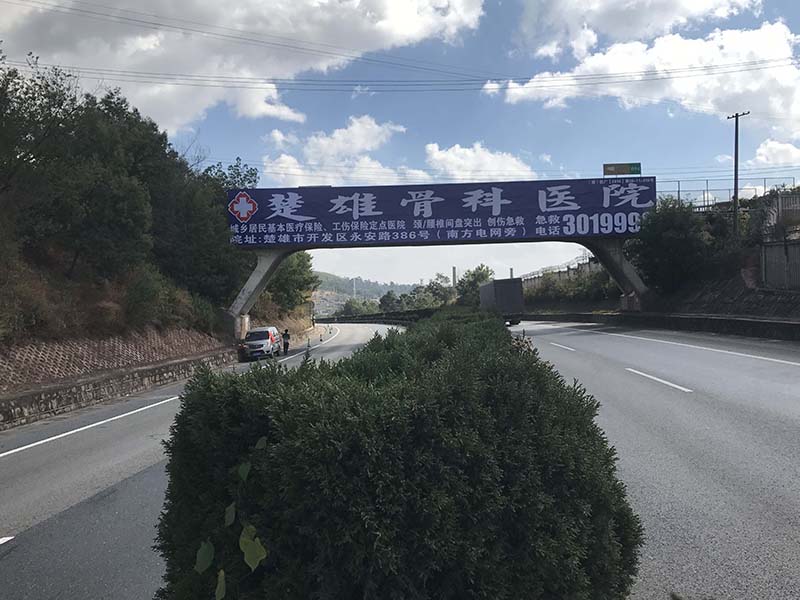 楚雄骨科医院
城乡居民基本医疗保险、工伤保险定点医院 颈/腰椎间盘突出 创伤急救
院址:楚雄市开发区永安路386号(南方电网旁)
急救
电话
301999